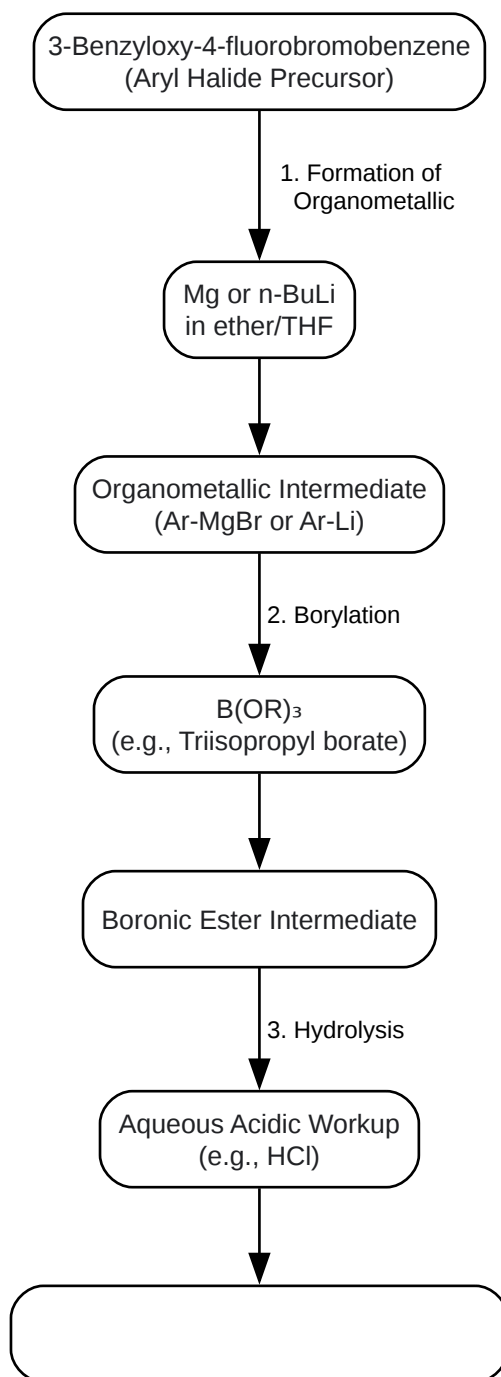 3-Benzyloxy-4-fluorobromobenzene
(Aryl Halide Precursor)
1. Formation of
Organometallic
Mg or n-BuLi
in ether/THF
Organometallic Intermediate
(Ar-MgBr or Ar-Li)
2. Borylation
B(OR)₃
(e.g., Triisopropyl borate)
Boronic Ester Intermediate
3. Hydrolysis
Aqueous Acidic Workup
(e.g., HCl)